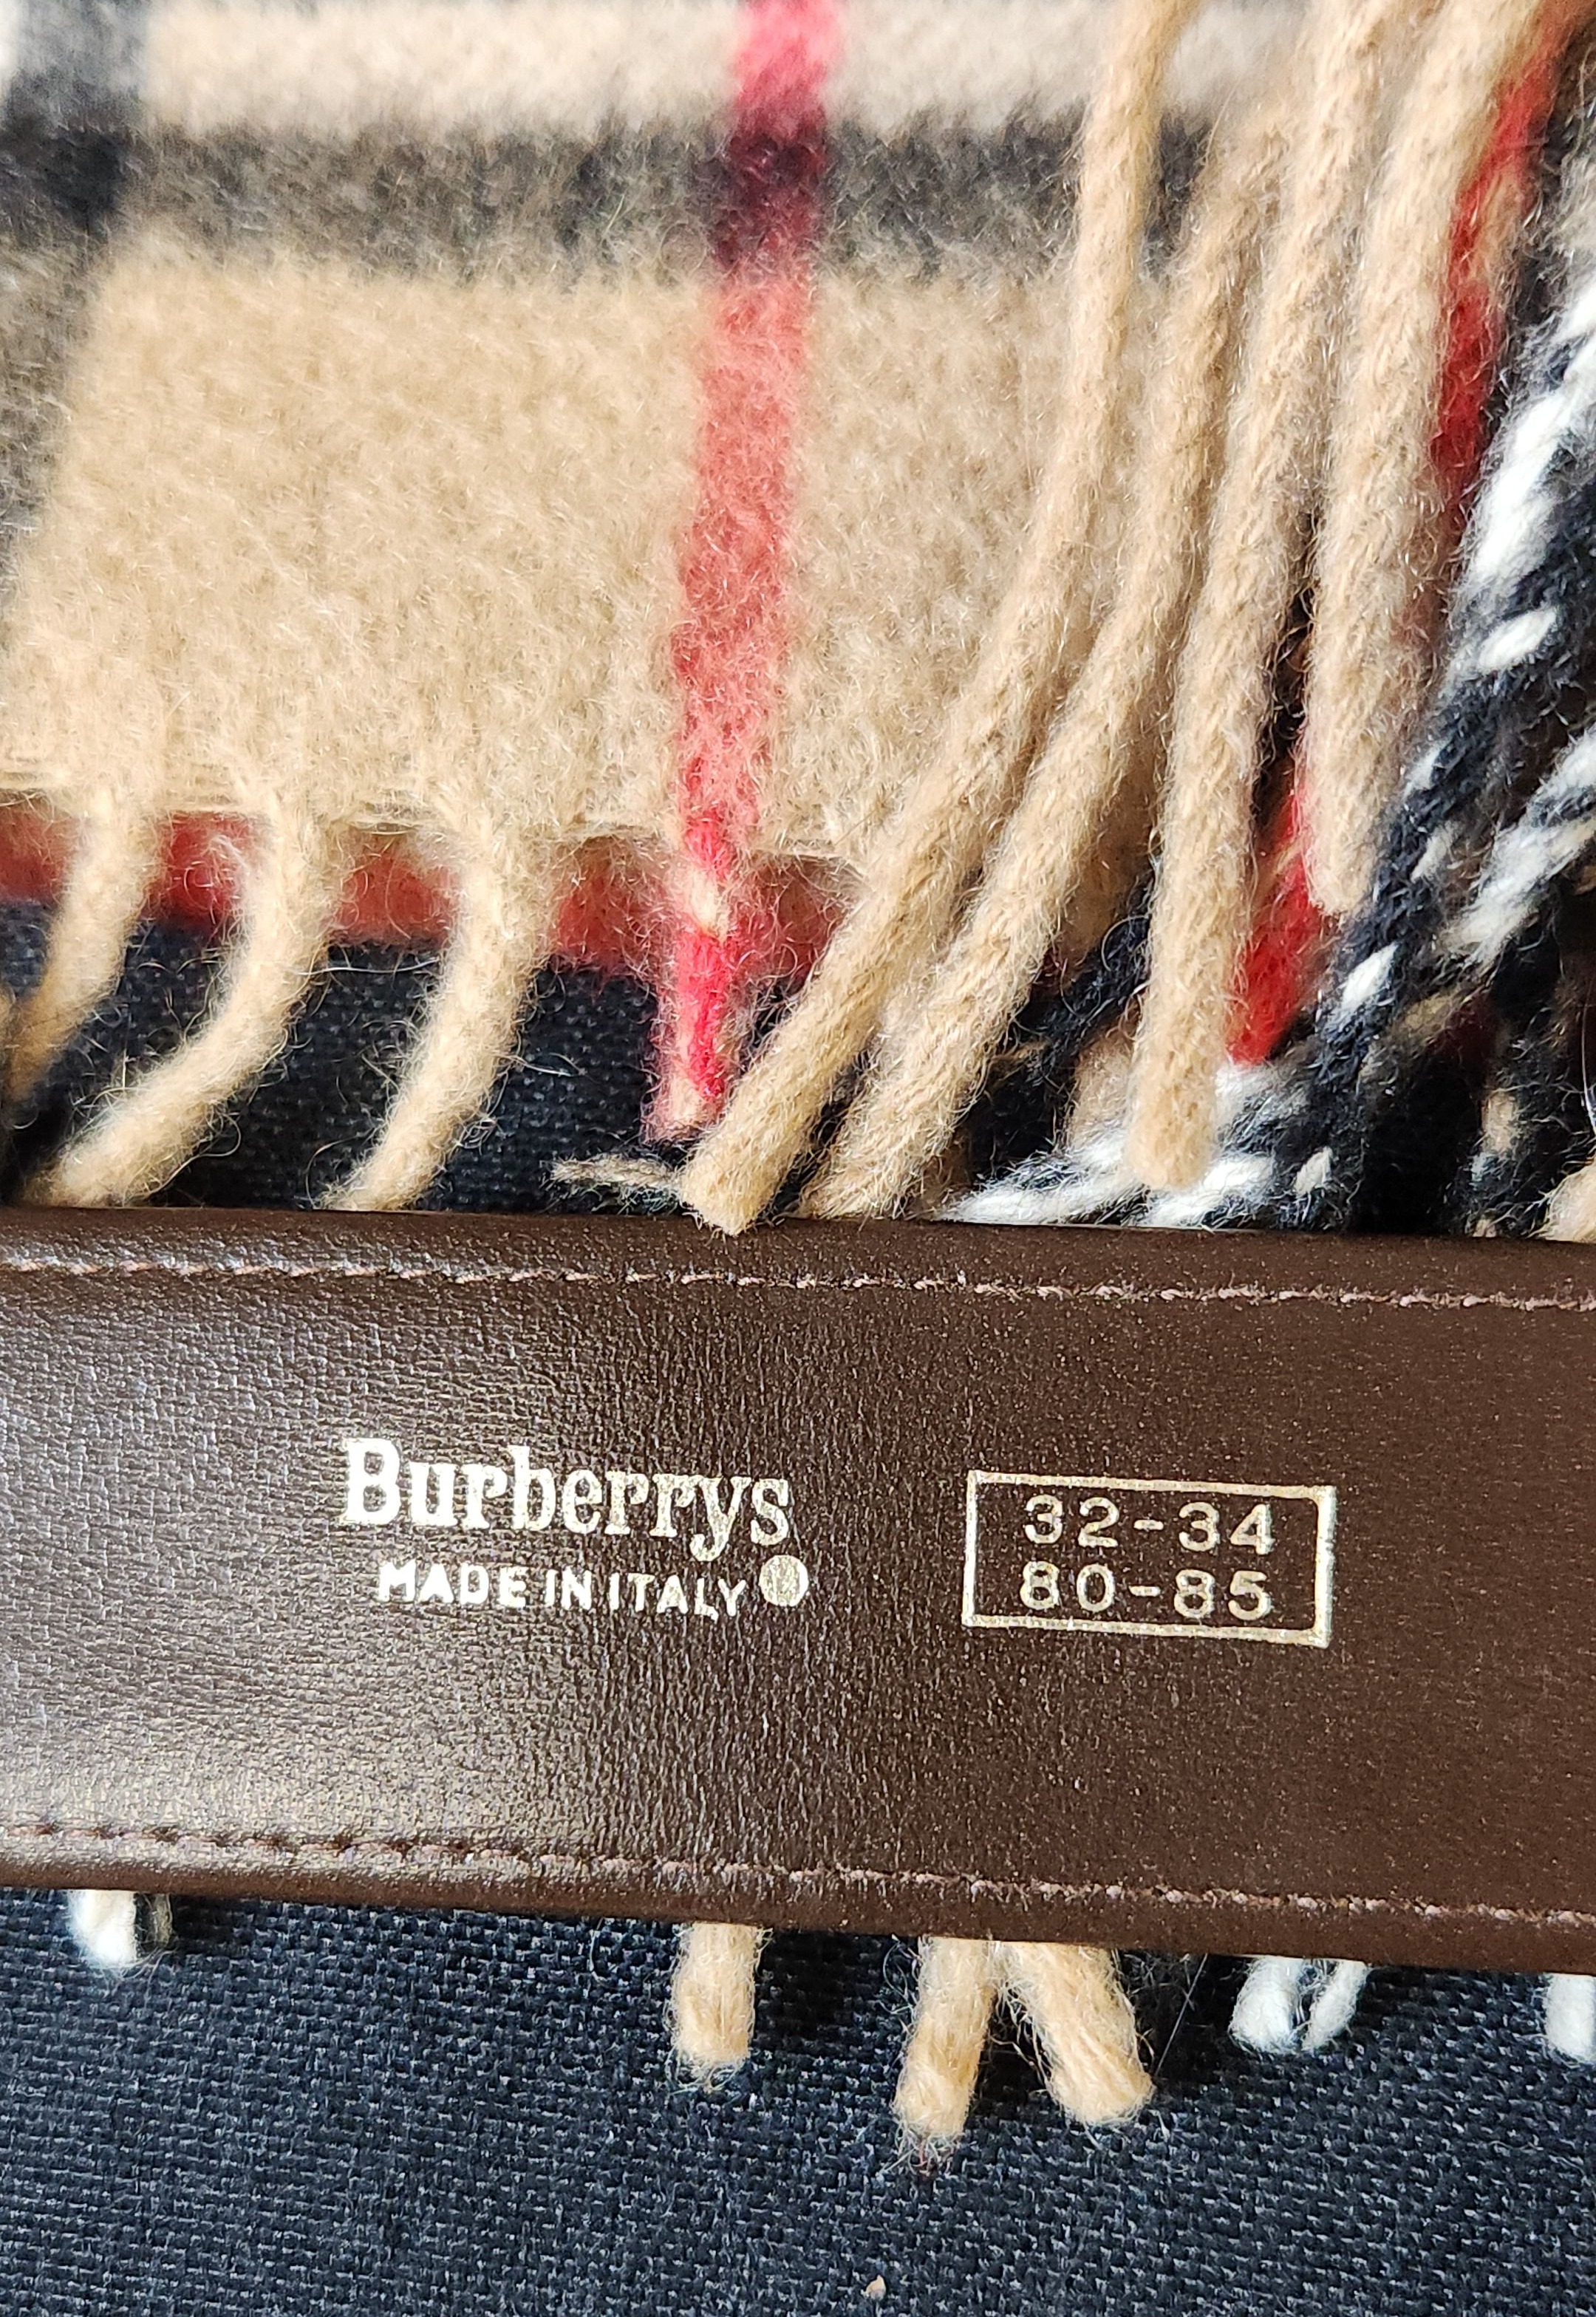 Burberrys
MADE IN ITALY
32-34
80-85